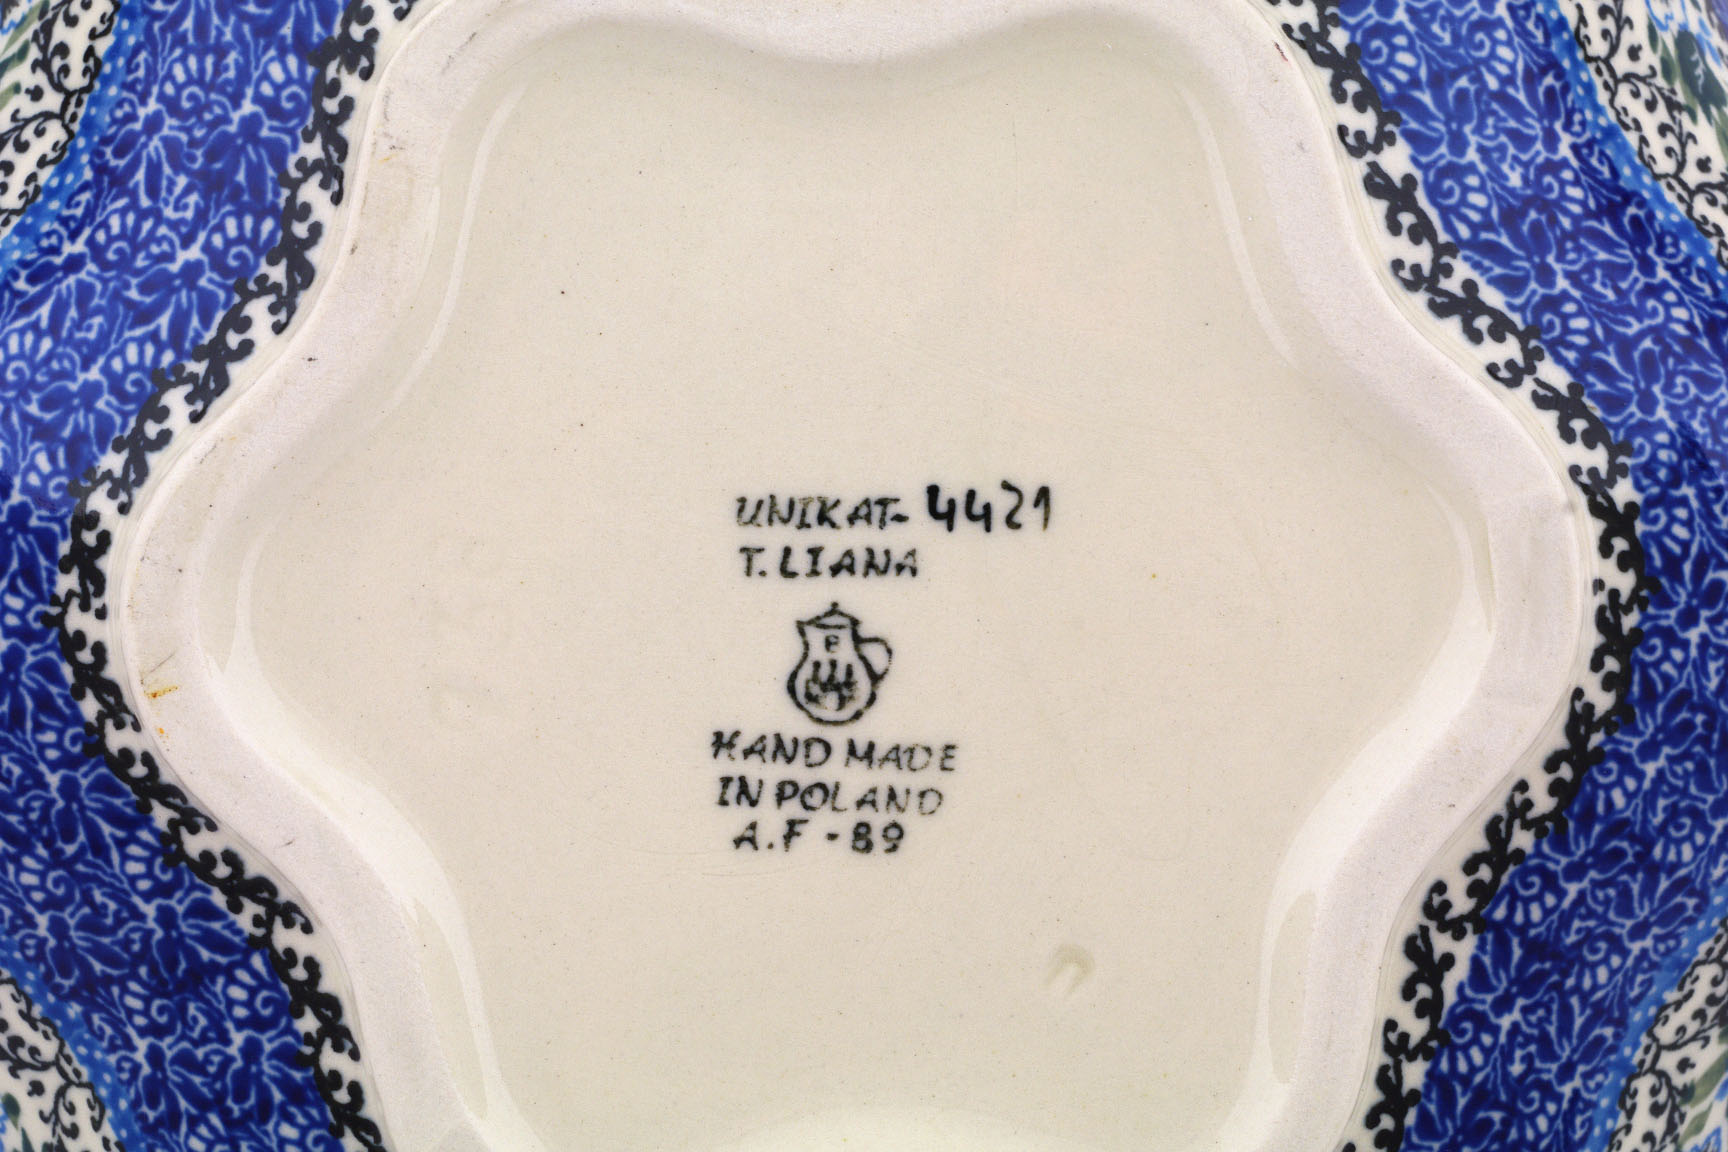 UNIKAT- 4421
T. LIANA
F
HAND MADE
IN POLAND
A.F - 89